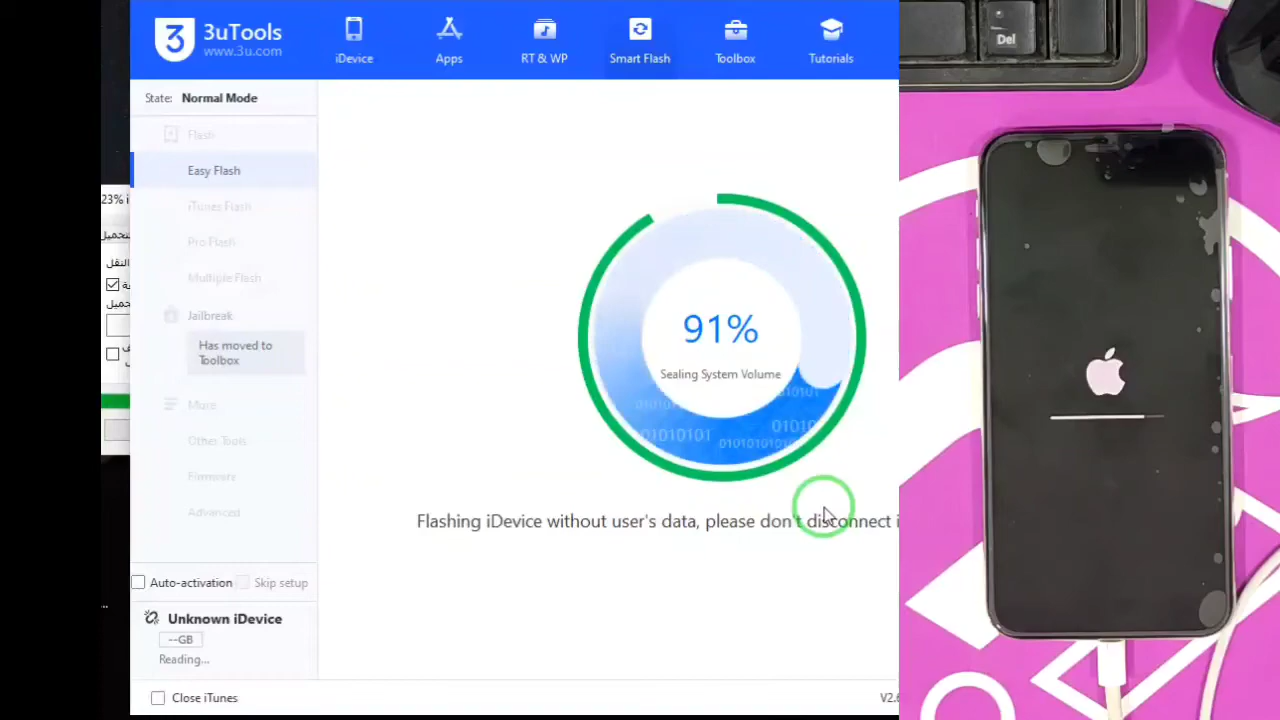 3 3uTools
www.3u.com
iDevice
Apps
RT & WP
Smart Flash
Toolbox
Tutorials
Del
State: Normal Mode
Flash
Easy Flash
iTunes Flash
Pro Flash
Multiple Flash
Jailbreak
Has moved to
Toolbox
More
Other Tools
Firmware
Advanced
23% i
النقل
91%
Sealing System Volume
01010101
Flashing iDevice without user's data, please don't disconnect i
Auto-activation
Skip setup
Unknown iDevice
--GB
Reading...
Close iTunes